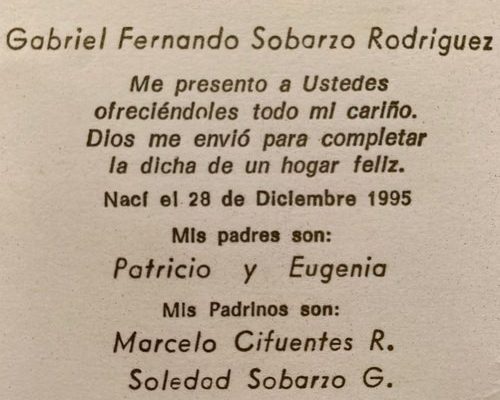 Gabriel Fernando Sobarzo Rodriguez
Me presento a Ustedes
ofreciéndoles todo mi cariño.
Dios me envió para completar
la dicha de un hogar feliz.
Nací el 28 de Diciembre 1995
Mis padres son:
Patricio y Eugenia
Mis Padrinos son:
Marcelo Cifuentes R.
Soledad Sobarzo G.